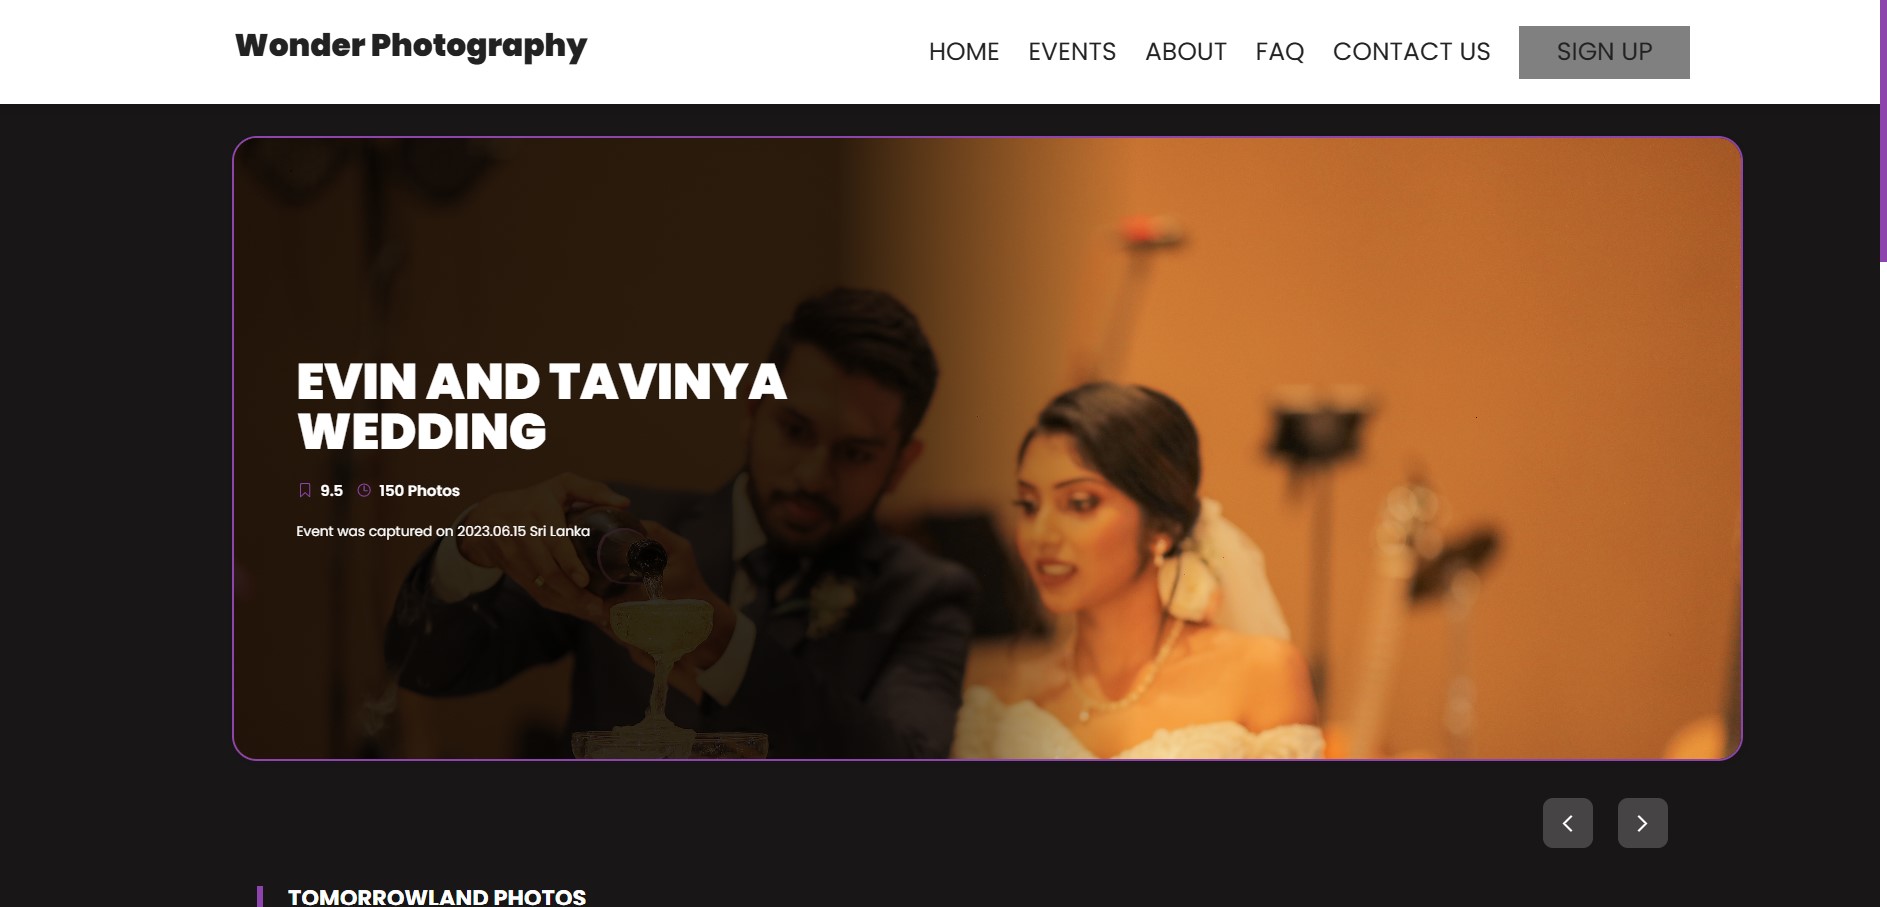 Wonder Photography
HOME EVENTS ABOUT FAQ CONTACT US SIGN UP
EVIN AND TAVINYA
WEDDING
9.5 150 Photos
Event was captured on 2023.06.15 Sri Lanka
TOMORROWLAND PHOTOS